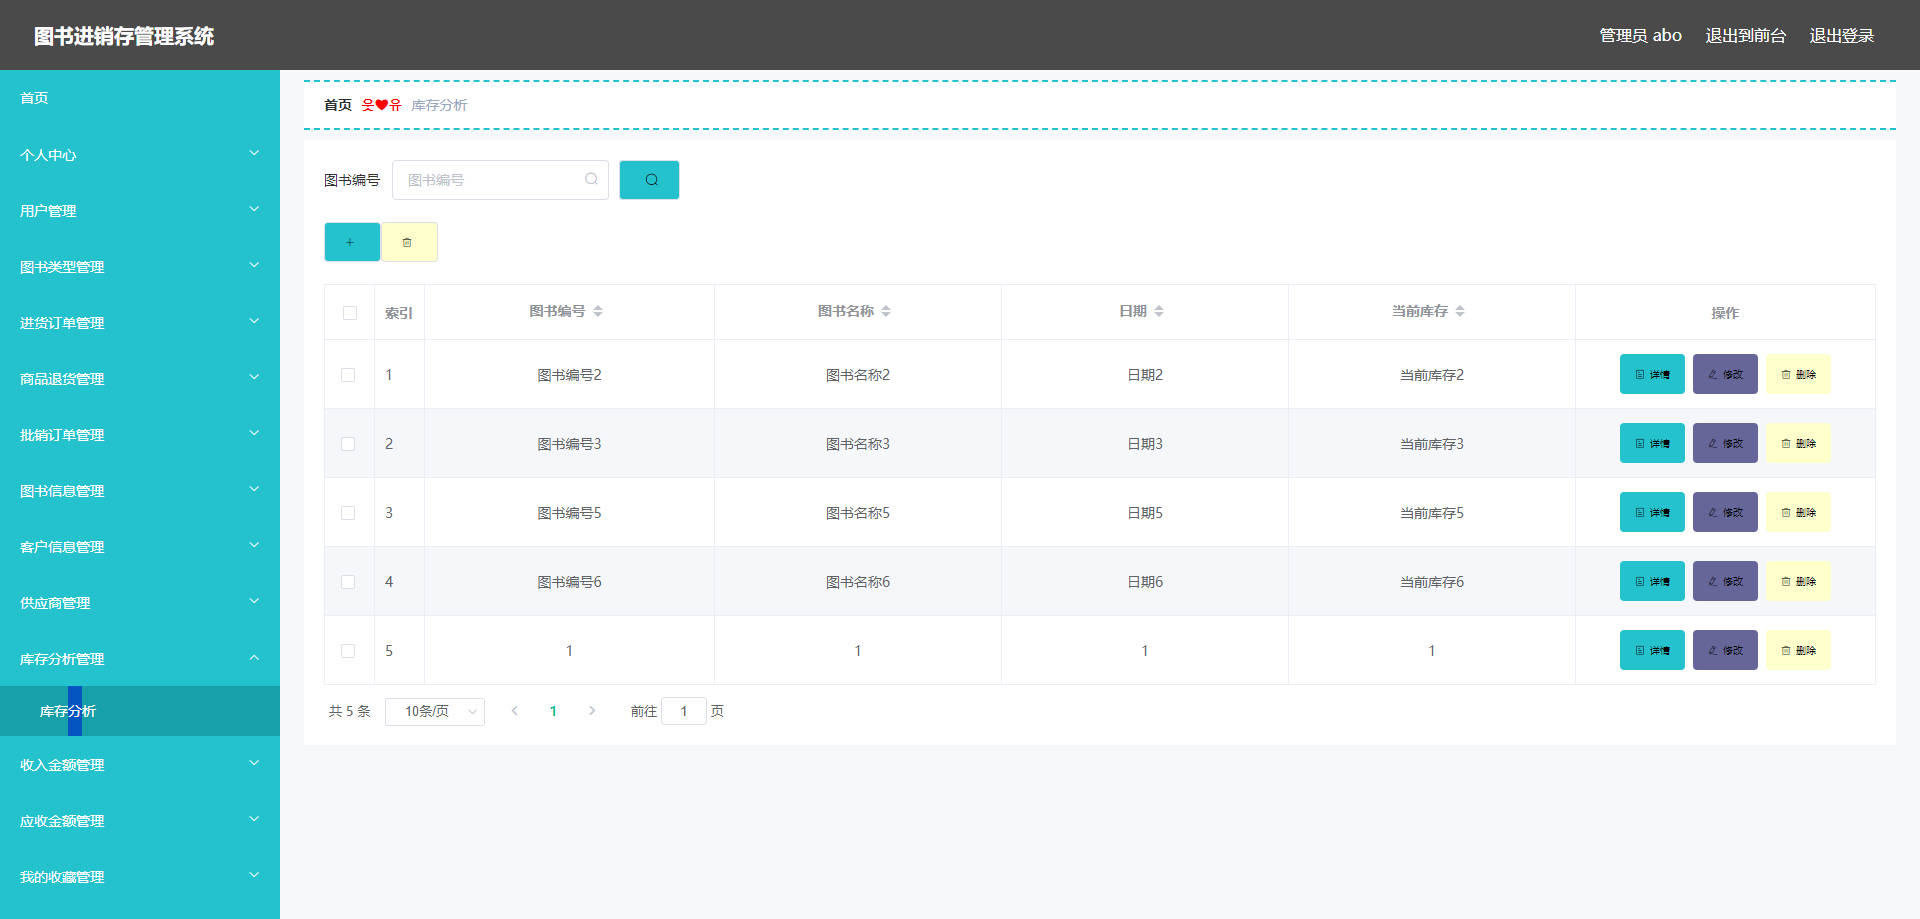 图书进销存管理系统
管理员 abo 退出到前台 退出登录
首页
个人中心
用户管理
图书类型管理
进货订单管理
商品退货管理
批销订单管理
图书信息管理
客户信息管理
供应商管理
库存分析管理
库存分析
收入金额管理
应收金额管理
我的收藏管理
首页 웃❤유 库存分析
图书编号 图书编号
索引 图书编号 图书名称 日期 当前库存 操作
1 图书编号2 图书名称2 日期2 当前库存2 详情 修改 删除
2 图书编号3 图书名称3 日期3 当前库存3 详情 修改 删除
3 图书编号5 图书名称5 日期5 当前库存5 详情 修改 删除
4 图书编号6 图书名称6 日期6 当前库存6 详情 修改 删除
5 1 1 1 1 详情 修改 删除
共 5 条 10条/页 1 前往 1 页